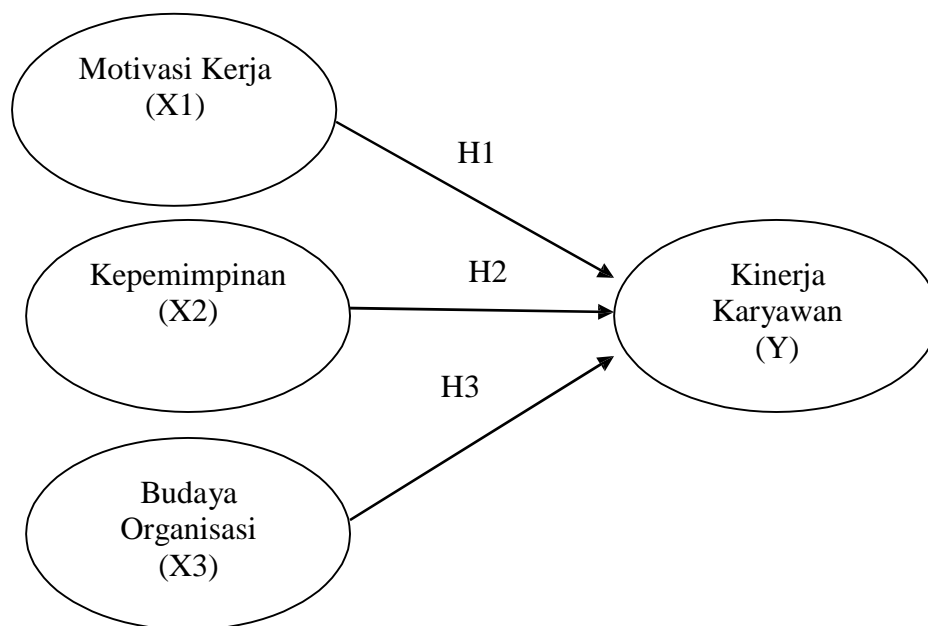 Motivasi Kerja
(X1)
H1
Kepemimpinan
(X2)
H2
Kinerja
Karyawan
(Y)
H3
Budaya
Organisasi
(X3)